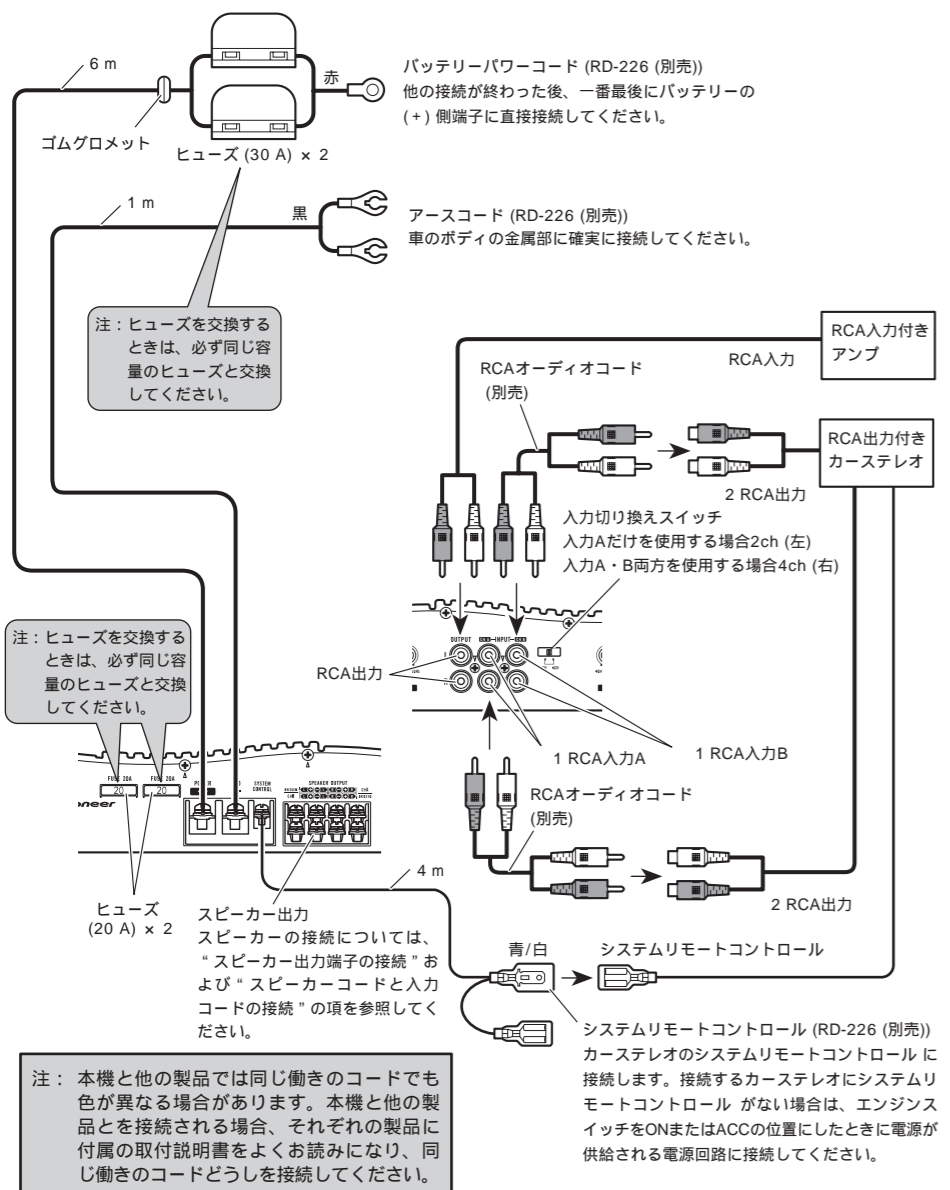 6 m
赤
バッテリーパワーコード (RD-226 (別売))
他の接続が終わった後、一番最後にバッテリーの
(+) 側端子に直接接続してください。
ゴムグロメット
ヒューズ (30 A) × 2
1 m
黒
アースコード (RD-226 (別売))
車のボディの金属部に確実に接続してください。
注：ヒューズを交換する
ときは、必ず同じ容
量のヒューズと交換
してください。
RCA入力付き
アンプ
RCA入力
RCAオーディオコード
(別売)
RCA出力付き
カーステレオ
2 RCA出力
入力切り換えスイッチ
入力Aだけを使用する場合2ch (左)
入力A・B両方を使用する場合4ch (右)
注：ヒューズを交換する
ときは、必ず同じ容
量のヒューズと交換
してください。
OUTPUT
INPUT
RCA出力
1 RCA入力A
1 RCA入力B
FUSE 20A
FUSE 20A
20
20
SYSTEM
CONTROL
SPEAKER OUTPUT
oneer
RCAオーディオコード
(別売)
4 m
2 RCA出力
ヒューズ
(20 A) × 2
スピーカー出力
スピーカーの接続については、
“ スピーカー出力端子の接続 ” お
よび “ スピーカーコードと入力
コードの接続 ” の項を参照してく
ださい。
青/白
システムリモートコントロール
システムリモートコントロール (RD-226 (別売))
カーステレオのシステムリモートコントロール に
接続します。接続するカーステレオにシステムリ
モートコントロール がない場合は、エンジンス
イッチをONまたはACCの位置にしたときに電源が
供給される電源回路に接続してください。
注： 本機と他の製品では同じ働きのコードでも
色が異なる場合があります。本機と他の製
品とを接続される場合、それぞれの製品に
付属の取付説明書をよくお読みになり、同
じ働きのコードどうしを接続してください。